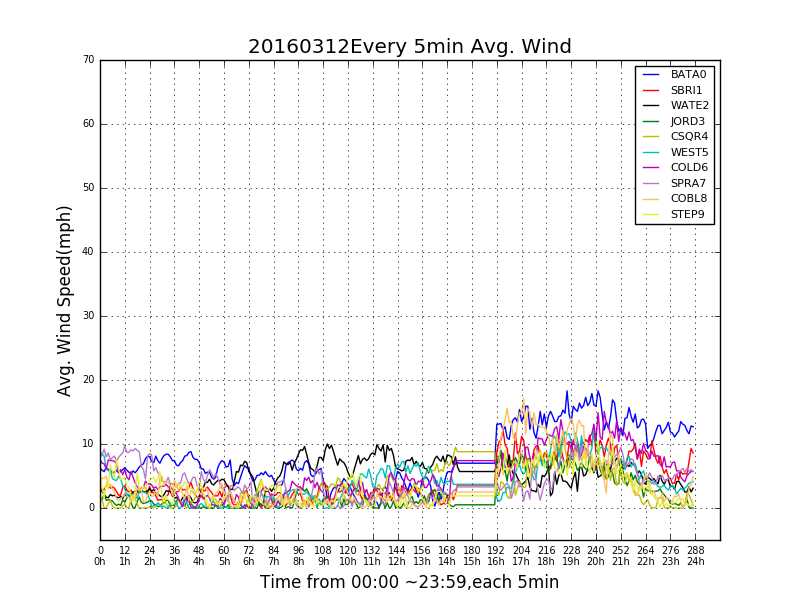 20160312Every 5min Avg. Wind
BATA0
SBRI1
WATE2
JORD3
CSQR4
WEST5
COLD6
SPRA7
COBL8
STEP9
Avg. Wind Speed(mph)
70
60
50
40
30
20
10
0
0 12 24 36 48 60 72 84 96 108 120 132 144 156 168 180 192 204 216 228 240 252 264 276 288
0h 1h 2h 3h 4h 5h 6h 7h 8h 9h 10h 11h 12h 13h 14h 15h 16h 17h 18h 19h 20h 21h 22h 23h 24h
Time from 00:00 ~23:59,each 5min